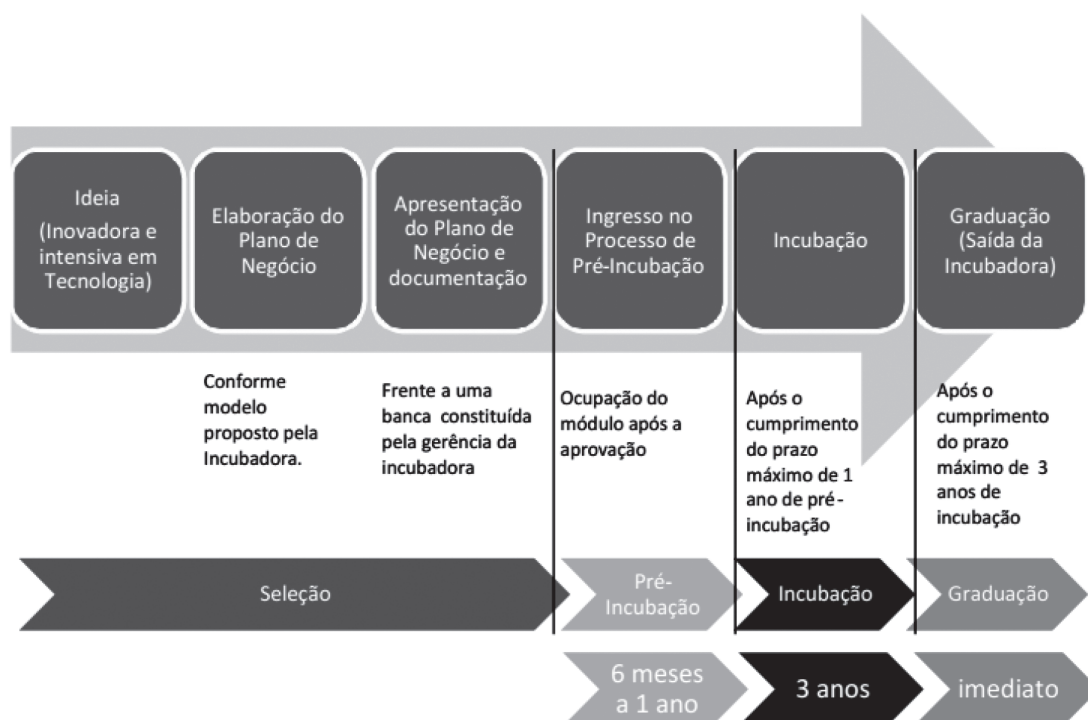 Ideia
(Inovadora e
intensiva em
Tecnologia)
Elaboração do
Plano de
Negócio
Apresentação
do Plano de
Negócio e
documentação
Ingresso no
Processo de
Pré-Incubação
Incubação
Graduação
(Saída da
Incubadora)
Conforme
modelo
proposto pela
Incubadora.
Frente a uma
banca constituída
pela gerência da
incubadora
Ocupação do
módulo após a
aprovação
Após o
cumprimento
do prazo
máximo de 1
ano de pré-
incubação
Após o
cumprimento
do prazo
máximo de 3
anos de
incubação
Seleção
Pré-
Incubação
Incubação
Graduação
6 meses
a 1 ano
3 anos
imediato